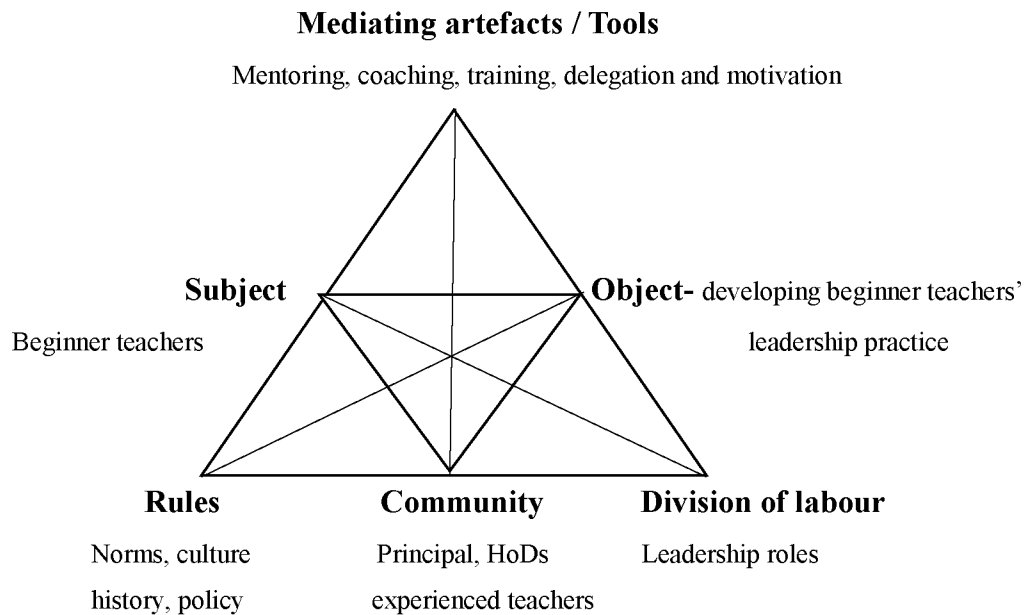 Mediating artefacts / Tools
Mentoring, coaching, training, delegation and motivation
Subject
Beginner teachers
Object- developing beginner teachers’
leadership practice
Rules
Norms, culture
history, policy
Community
Principal, HoDs
experienced teachers
Division of labour
Leadership roles